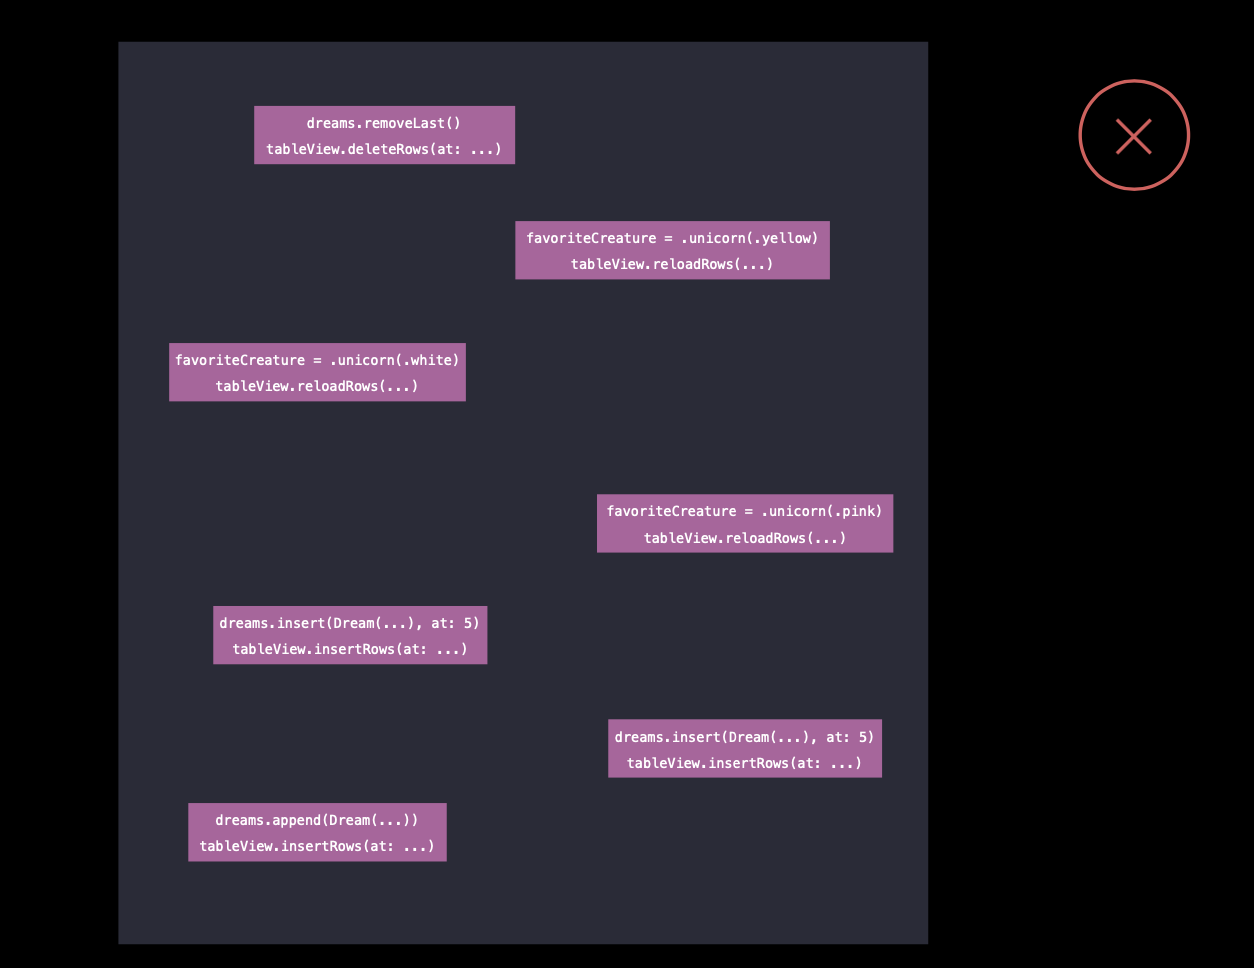 dreams.removeLast()
tableView.deleteRows(at: ...)
favoriteCreature = .unicorn(.yellow)
tableView.reloadRows(...)
favoriteCreature = .unicorn(.white)
tableView.reloadRows(...)
favoriteCreature = .unicorn(.pink)
tableView.reloadRows(...)
dreams.insert(Dream(...), at: 5)
tableView.insertRows(at: ...)
dreams.insert(Dream(...), at: 5)
tableView.insertRows(at: ...)
dreams.append(Dream(...))
tableView.insertRows(at: ...)